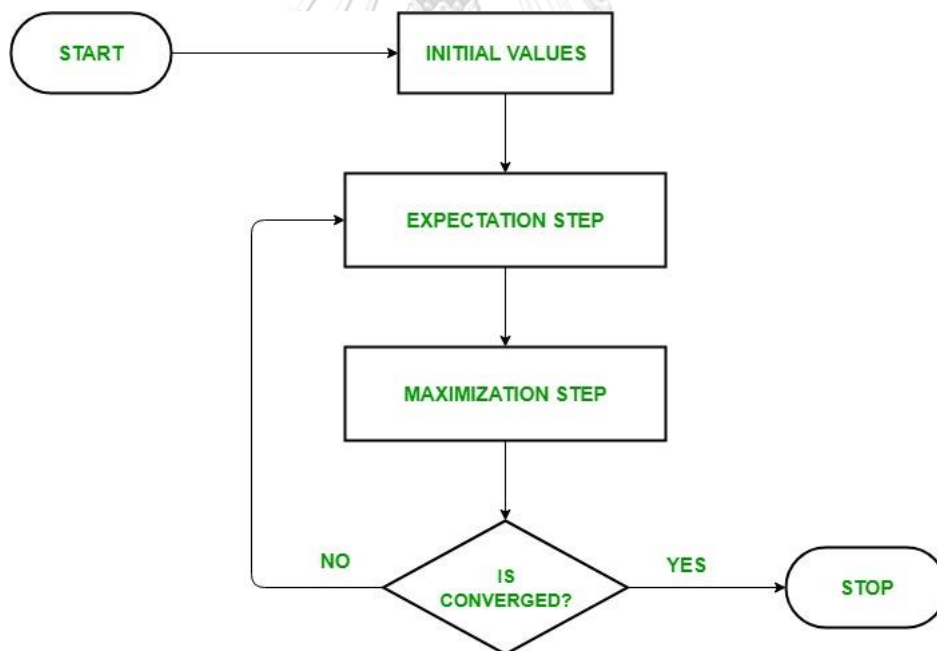 START
INITIIAL VALUES
EXPECTATION STEP
MAXIMIZATION STEP
NO
IS
CONVERGED?
YES
STOP